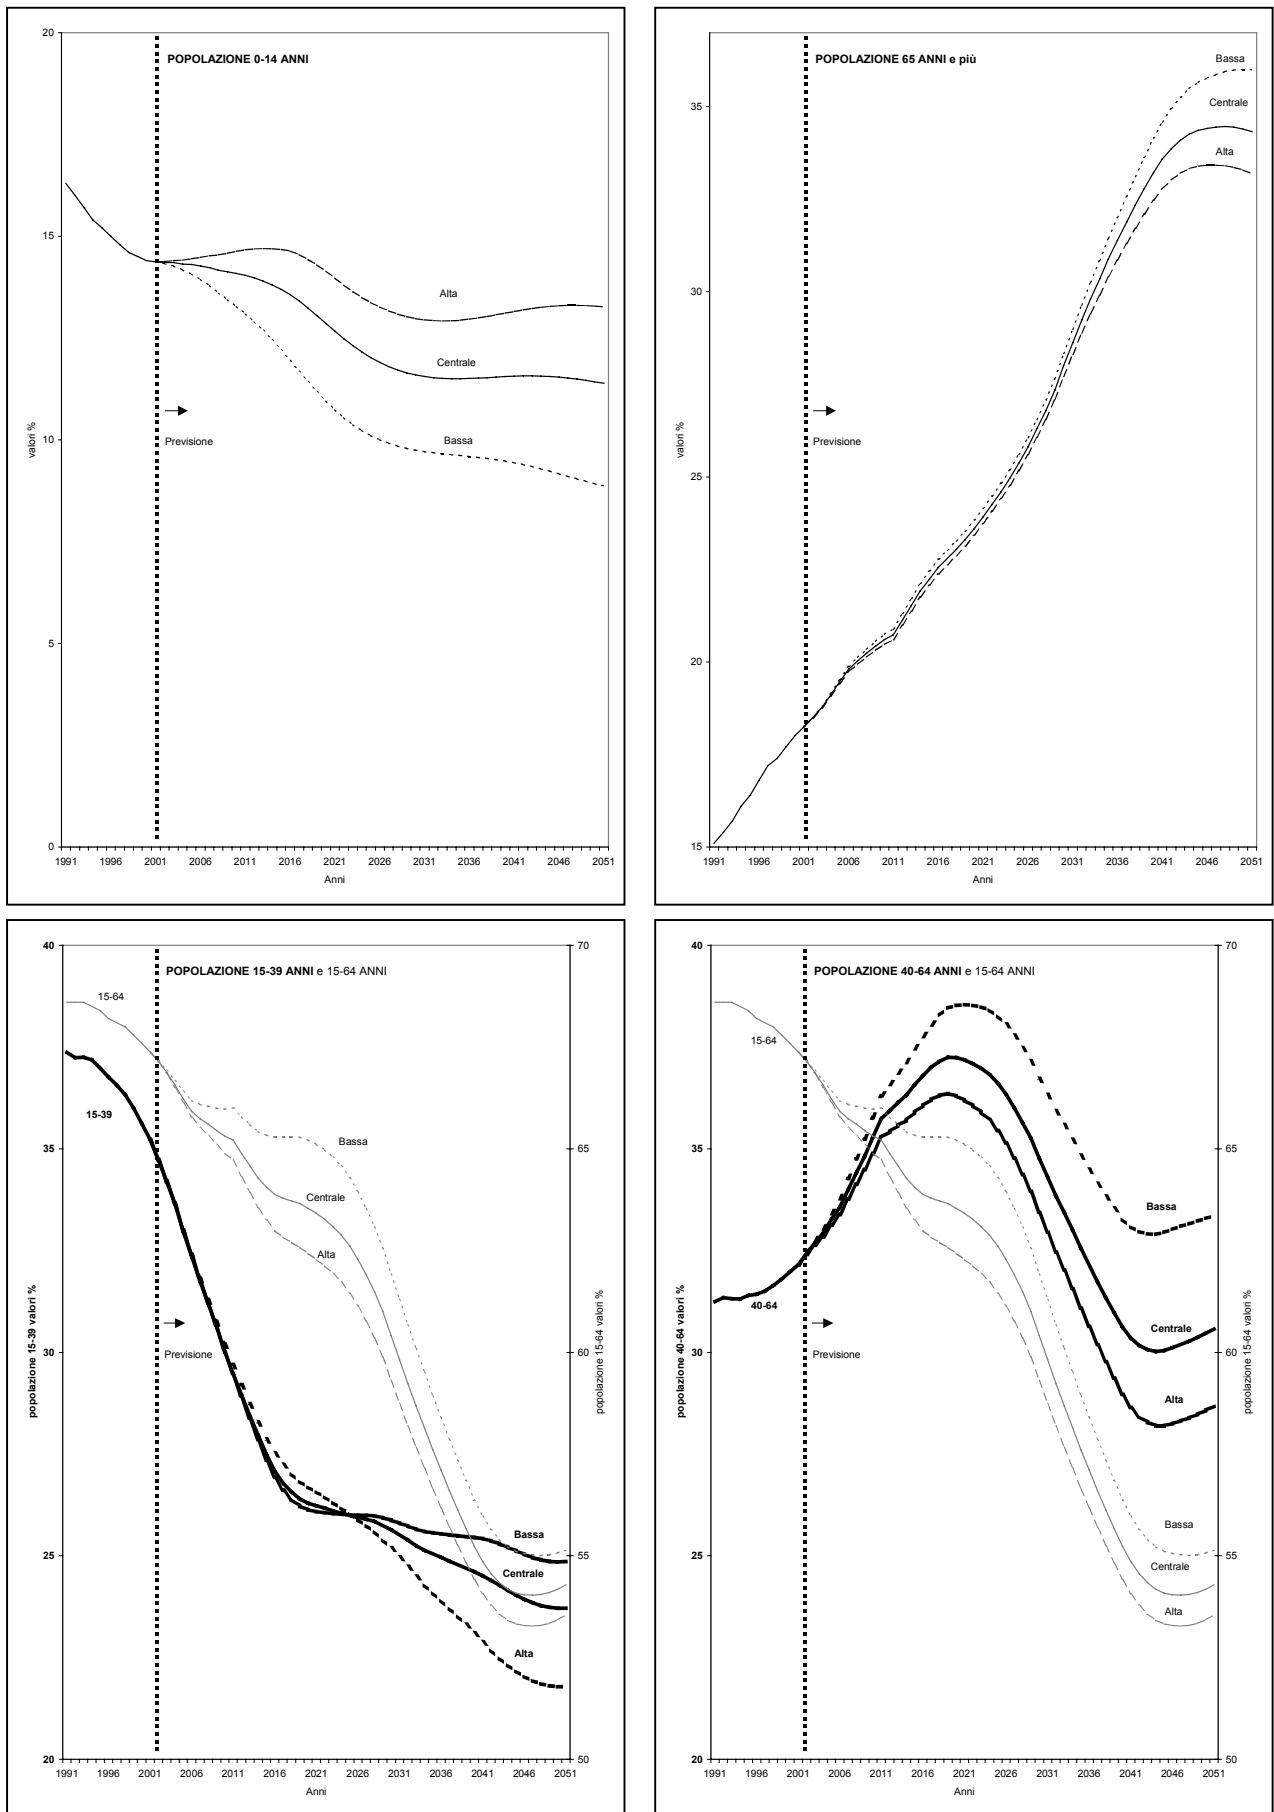 POPOLAZIONE 0-14 ANNI
20
15
10
5
0
valori %
Alta
Centrale
Bassa
Previsione
1991 1996 2001 2006 2011 2016 2021 2026 2031 2036 2041 2046 2051
Anni
POPOLAZIONE 65 ANNI e più
35
30
25
20
15
valori %
Bassa
Centrale
Alta
Previsione
1991 1996 2001 2006 2011 2016 2021 2026 2031 2036 2041 2046 2051
Anni
POPOLAZIONE 15-39 ANNI e 15-64 ANNI
40
35
30
25
20
popolazione 15-39 valori %
70
65
60
55
50
popolazione 15-64 valori %
15-64
15-39
Bassa
Centrale
Alta
Previsione
Bassa
Centrale
Alta
1991 1996 2001 2006 2011 2016 2021 2026 2031 2036 2041 2046 2051
Anni
POPOLAZIONE 40-64 ANNI e 15-64 ANNI
40
35
30
25
20
popolazione 40-64 valori %
70
65
60
55
50
popolazione 15-64 valori %
15-64
40-64
Bassa
Previsione
Centrale
Alta
Bassa
Centrale
Alta
1991 1996 2001 2006 2011 2016 2021 2026 2031 2036 2041 2046 2051
Anni